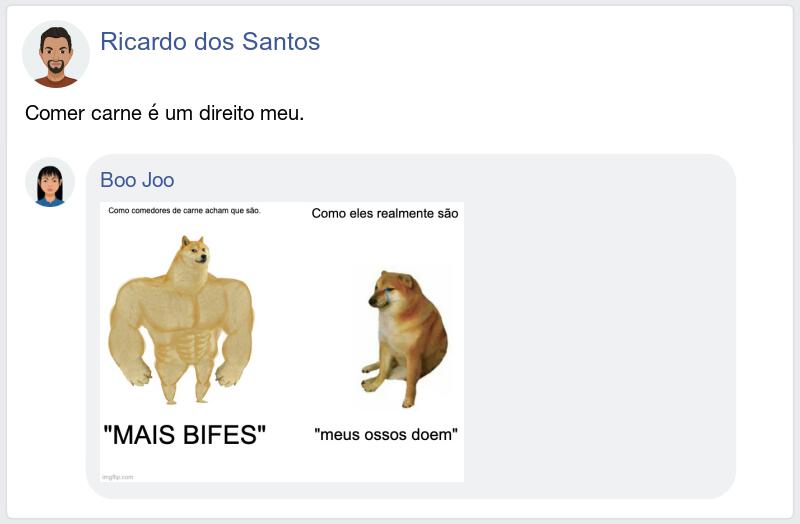 Ricardo dos Santos
Comer carne é um direito meu.
Boo Joo
Como comedores de carne acham que são.
Como eles realmente são
"MAIS BIFES"
"meus ossos doem"
imgflip.com